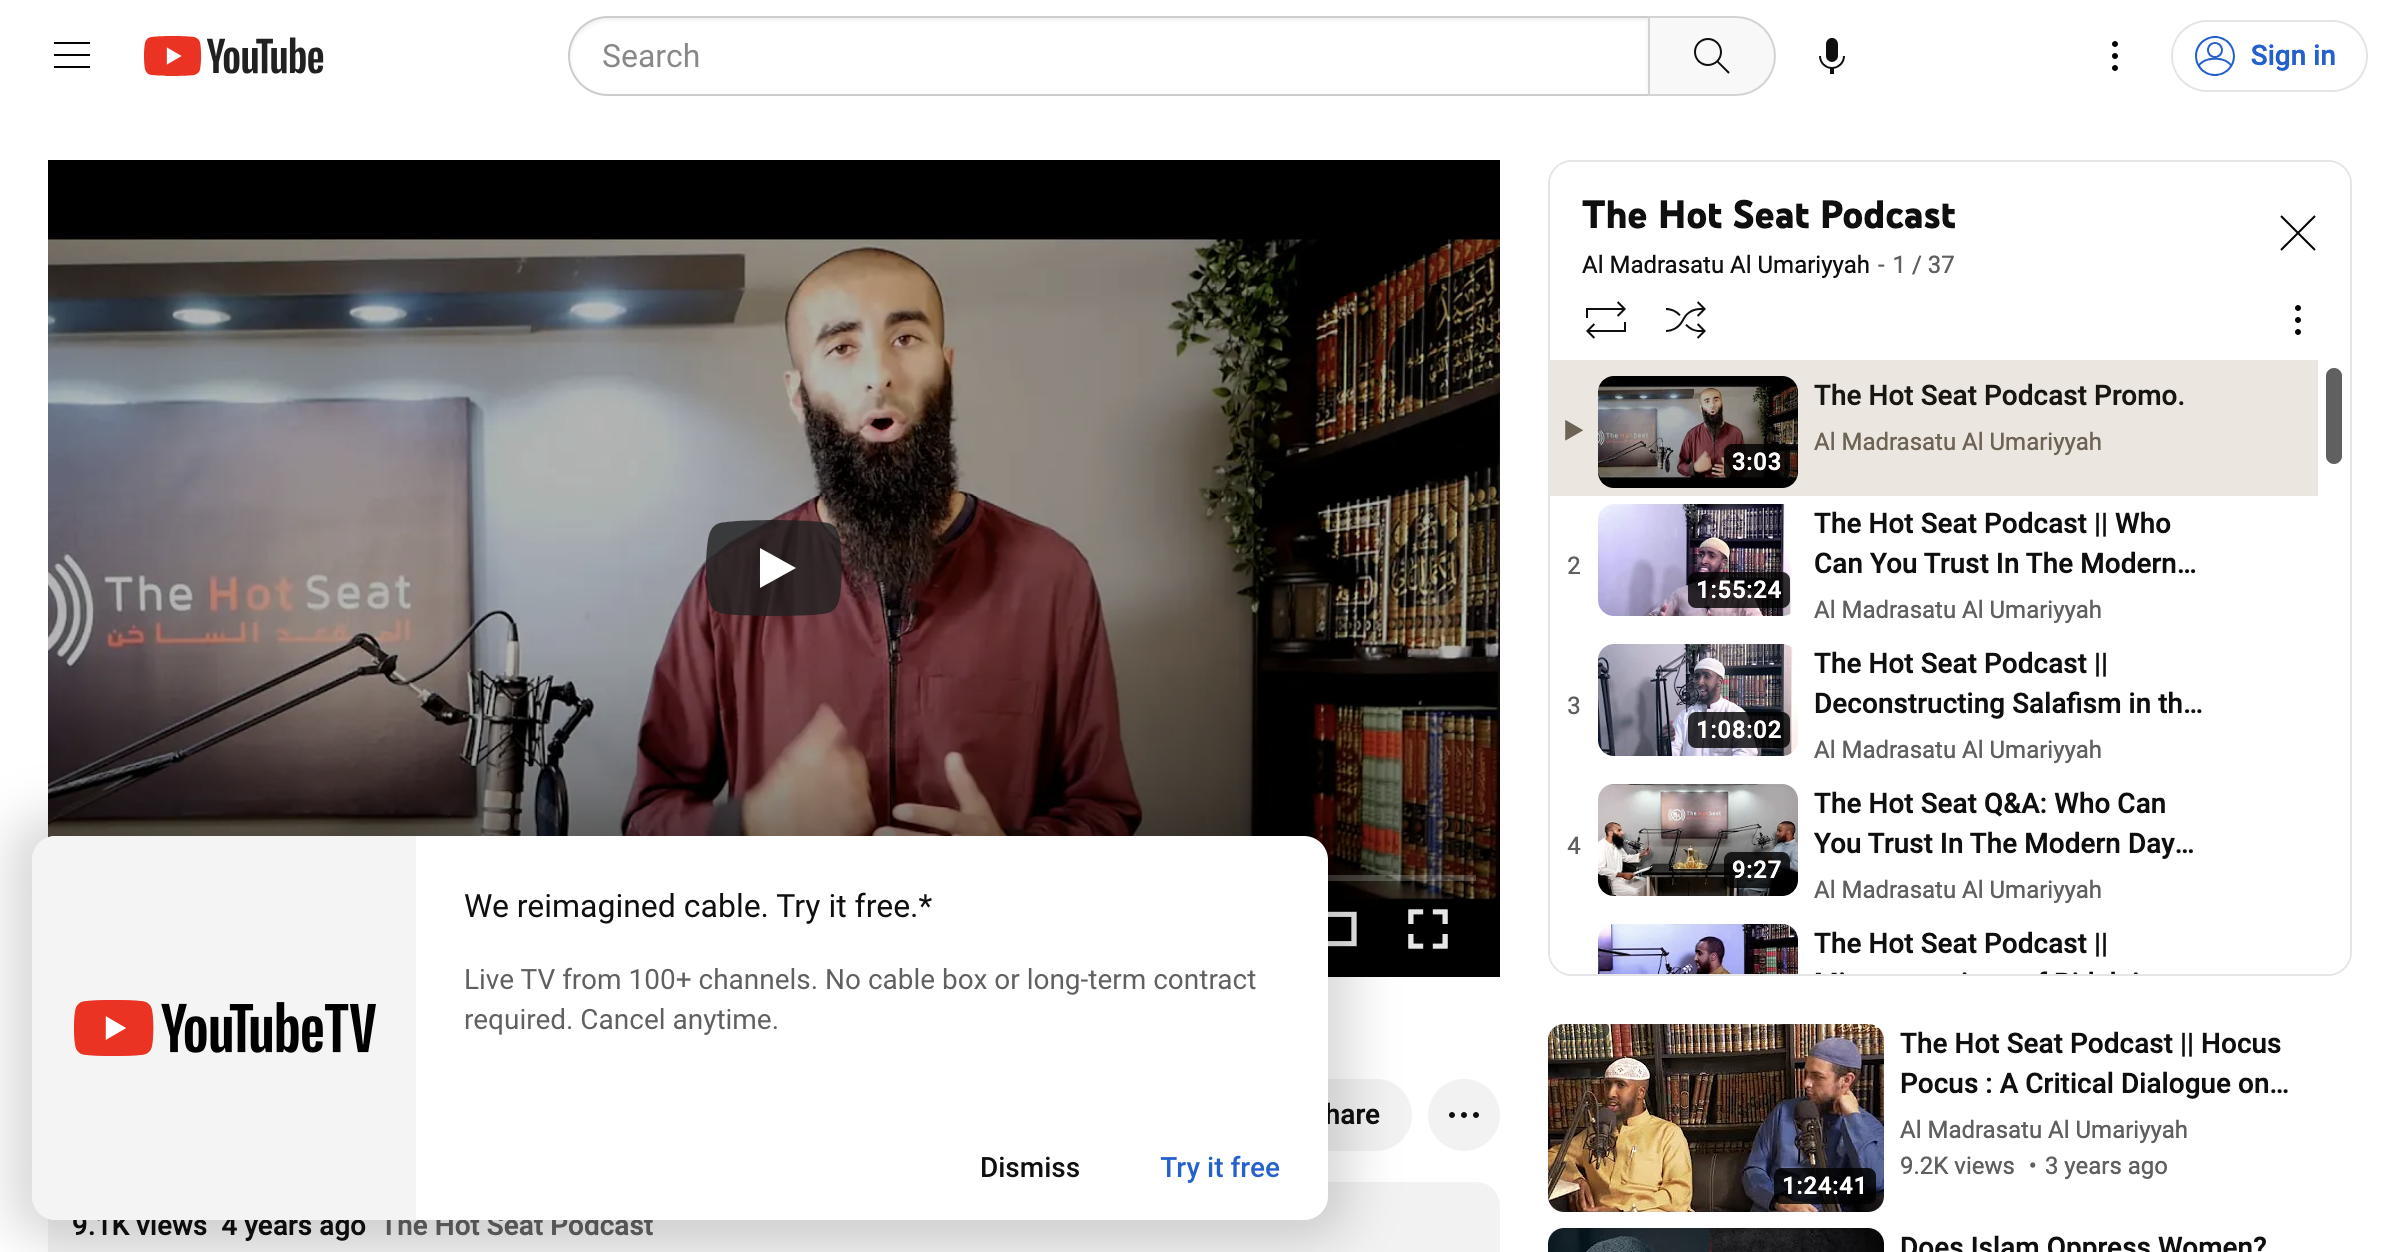 YouTube
Search
Sign in
The Hot Seat
المقعد الساخن
The Hot Seat Podcast
Al Madrasatu Al Umariyyah - 1 / 37
3:03
The Hot Seat Podcast Promo.
Al Madrasatu Al Umariyyah
2
1:55:24
The Hot Seat Podcast || Who
Can You Trust In The Modern...
Al Madrasatu Al Umariyyah
3
1:08:02
The Hot Seat Podcast ||
Deconstructing Salafism in th...
Al Madrasatu Al Umariyyah
4
9:27
The Hot Seat Q&A: Who Can
You Trust In The Modern Day...
Al Madrasatu Al Umariyyah
The Hot Seat Podcast ||
YouTubeTV
We reimagined cable. Try it free.*
Live TV from 100+ channels. No cable box or long-term contract
required. Cancel anytime.
Dismiss
Try it free
hare
9.1K views 4 years ago The Hot Seat Podcast
1:24:41
The Hot Seat Podcast || Hocus
Pocus : A Critical Dialogue on...
Al Madrasatu Al Umariyyah
9.2K views • 3 years ago
Does Islam Oppress Women?